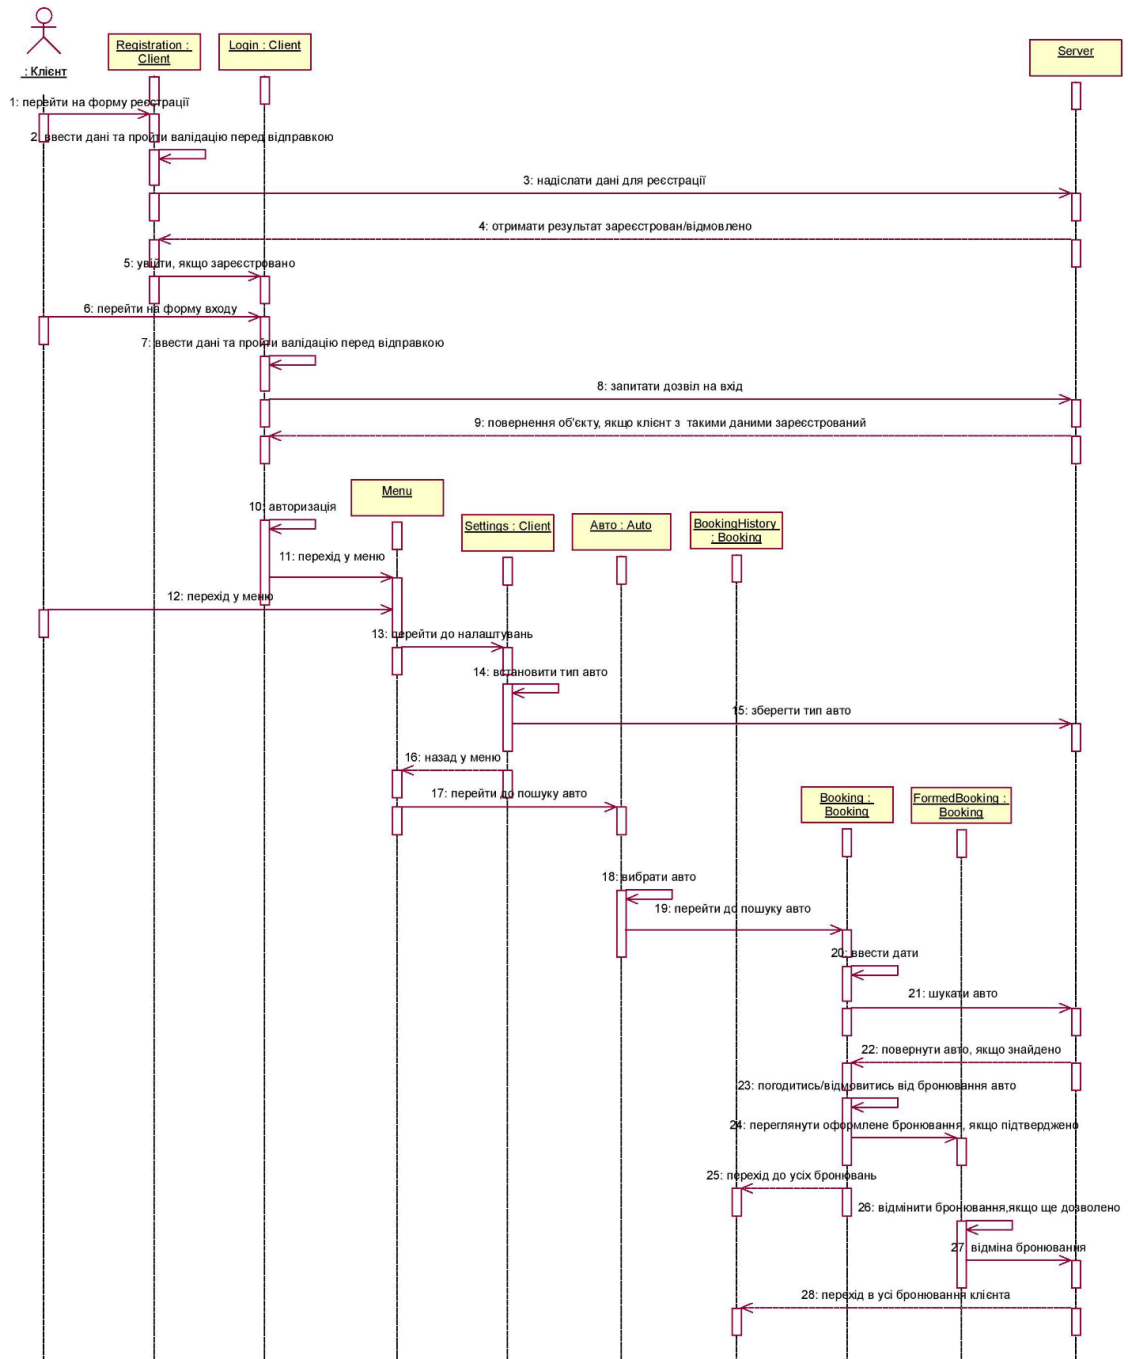 Registration :
Client
Login : Client
Server
: Клієнт
1: перейти на форму реєстрації
2: ввести дані та пройти валідацію перед відправкою
3: надіслати дані для реєстрації
4: отримати результат зареєстрован/відмовлено
5: увійти, якщо зареєстровано
6: перейти на форму входу
7: ввести дані та пройти валідацію перед відправкою
8: запитати дозвіл на вхід
9: повернення об'єкту, якщо клієнт з  такими даними зареєстрований
Menu
10: авторизація
Settings : Client
Авто : Auto
BookingHistory
: Booking
11: перехід у меню
12: перехід у меню
13: перейти до налаштувань
14: встановити тип авто
15: зберегти тип авто
16: назад у меню
17: перейти до пошуку авто
Booking :
Booking
FormedBooking :
Booking
18: вибрати авто
19: перейти до пошуку авто
20: ввести дати
21: шукати авто
22: повернути авто, якщо знайдено
23: погодитись/відмовитись від бронювання авто
24: переглянути оформлене бронювання, якщо підтверджено
25: перехід до усіх бронювань
26: відмінити бронювання,якщо ще дозволено
27: відміна бронювання
28: перехід в усі бронювання клієнта